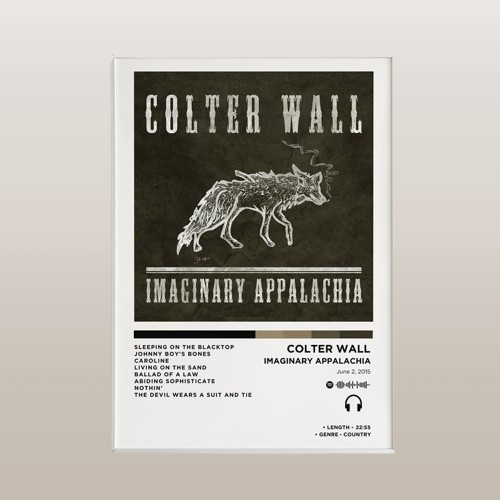 COLTER WALL
IMAGINARY APPALACHIA
SLEEPING ON THE BLACKTOP
JOHNNY BOY'S BONES
CAROLINE
LIVING ON THE SAND
BALLAD OF A LAW
ABIDING SOPHISTICATE
NOTHIN'
THE DEVIL WEARS A SUIT AND TIE
COLTER WALL
IMAGINARY APPALACHIA
June 2, 2015
• LENGTH - 22:55
• GENRE - COUNTRY